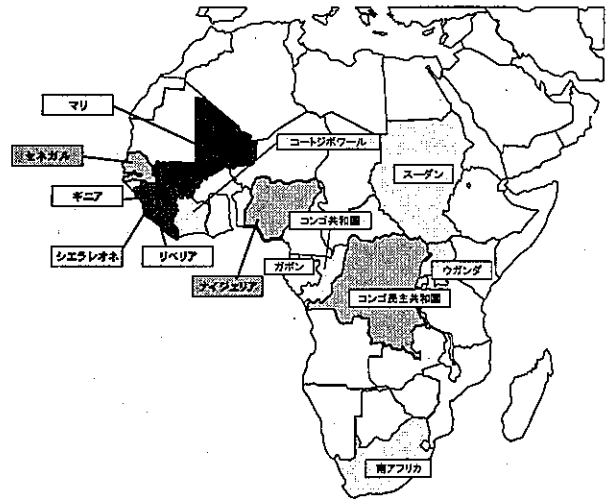 マリ
コートジボワール
セネガル
スーダン
ギニア
コンゴ共和国
シエラレオネ
リベリア
ガボン
ウガンダ
ナイジェリア
コンゴ民主共和国
南アフリカ